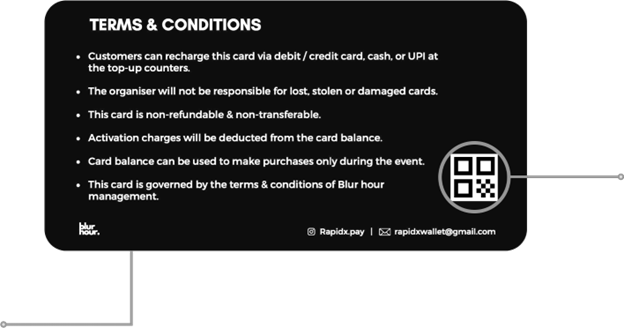 TERMS & CONDITIONS
• Customers can recharge this card via debit / credit card, cash, or UPI at
the top-up counters.
• The organiser will not be responsible for lost, stolen or damaged cards.
• This card is non-refundable & non-transferable.
• Activation charges will be deducted from the card balance.
• Card balance can be used to make purchases only during the event.
• This card is governed by the terms & conditions of Blur hour
management.
blur
hour.
Rapidx.pay | rapidxwallet@gmail.com